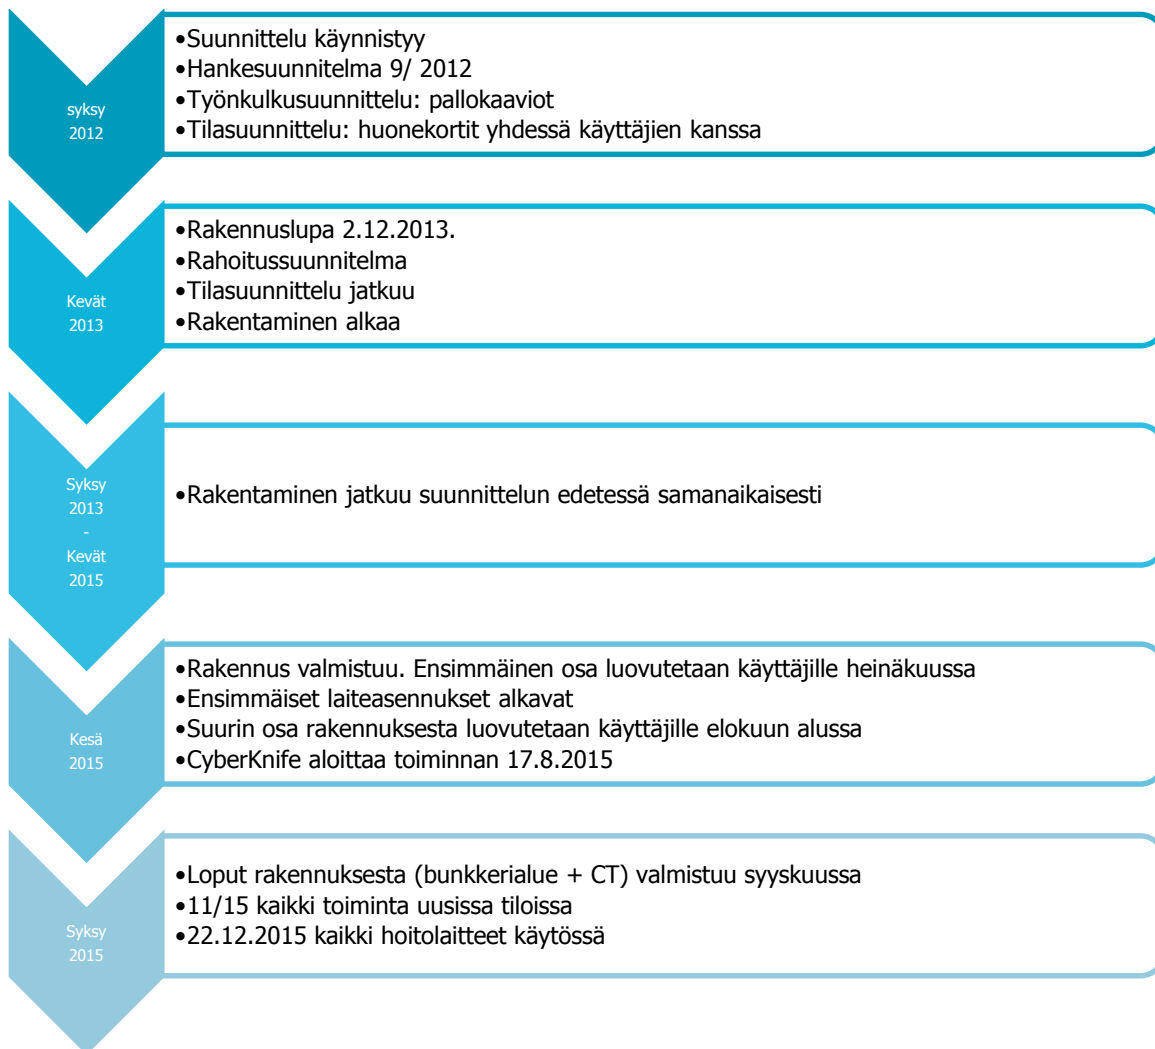 syksy
2012
•Suunnittelu käynnistyy
•Hankesuunnitelma 9/ 2012
•Työnkulkusuunnittelu: pallokaaviot
•Tilasuunnittelu: huonekortit yhdessä käyttäjien kanssa
Kevät
2013
•Rakennuslupa 2.12.2013.
•Rahoitussuunnitelma
•Tilasuunnittelu jatkuu
•Rakentaminen alkaa
Syksy
2013
-
Kevät
2015
•Rakentaminen jatkuu suunnittelun edetessä samanaikaisesti
Kesä
2015
•Rakennus valmistuu. Ensimmäinen osa luovutetaan käyttäjille heinäkuussa
•Ensimmäiset laiteasennukset alkavat
•Suurin osa rakennuksesta luovutetaan käyttäjille elokuun alussa
•CyberKnife aloittaa toiminnan 17.8.2015
Syksy
2015
•Loput rakennuksesta (bunkkerialue + CT) valmistuu syyskuussa
•11/15 kaikki toiminta uusissa tiloissa
•22.12.2015 kaikki hoitolaitteet käytössä